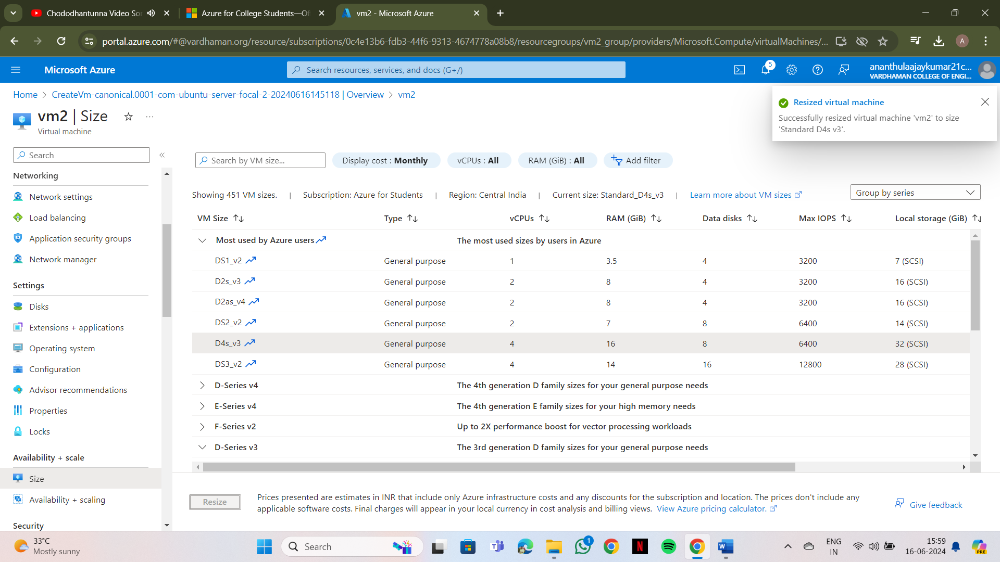 Chododhantunna Video Sor
Azure for College Students—Of
vm2 - Microsoft Azure
portal.azure.com/#@vardhaman.org/resource/subscriptions/0c4e13b6-fdb3-44f6-9313-4674778a08b8/resourcegroups/vm2_group/providers/Microsoft.Compute/virtualMachines/...
A
Microsoft Azure
Search resources, services, and docs (G+/)
5
ananthulaajaykumar21c...
VARDHAMAN COLLEGE OF ENGI...
Home > CreateVm-canonical.0001-com-ubuntu-server-focal-2-20240616145118 | Overview > vm2
Resized virtual machine
Successfully resized virtual machine 'vm2' to size
'Standard D4s v3'.
vm2 | Size
Virtual machine
Search
Networking
Network settings
Load balancing
Application security groups
Network manager
Settings
Disks
Extensions + applications
Operating system
Configuration
Advisor recommendations
Properties
Locks
Availability + scale
Size
Availability + scaling
Security
Search by VM size...
Display cost : Monthly
vCPUs : All
RAM (GiB) : All
Add filter
Showing 451 VM sizes. | Subscription: Azure for Students | Region: Central India | Current size: Standard_D4s_v3 | Learn more about VM sizes
Group by series
VM Size Type vCPUs RAM (GiB) Data disks Max IOPS Local storage (GiB)
Most used by Azure users The most used sizes by users in Azure
DS1_v2 General purpose 1 3.5 4 3200 7 (SCSI)
D2s_v3 General purpose 2 8 4 3200 16 (SCSI)
D2as_v4 General purpose 2 8 4 3200 16 (SCSI)
DS2_v2 General purpose 2 7 8 6400 14 (SCSI)
D4s_v3 General purpose 4 16 8 6400 32 (SCSI)
DS3_v2 General purpose 4 14 16 12800 28 (SCSI)
D-Series v4 The 4th generation D family sizes for your general purpose needs
E-Series v4 The 4th generation E family sizes for your high memory needs
F-Series v2 Up to 2X performance boost for vector processing workloads
D-Series v3 The 3rd generation D family sizes for your general purpose needs
Resize
Prices presented are estimates in INR that include only Azure infrastructure costs and any discounts for the subscription and location. The prices don't include any
applicable software costs. Final charges will appear in your local currency in cost analysis and billing views. View Azure pricing calculator.
Give feedback
33°C
Mostly sunny
Search
1
ENG
IN
15:59
16-06-2024
PRE